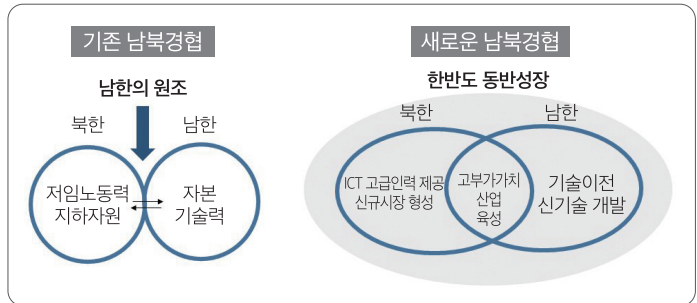 기존 남북경협
남한의 원조
북한
남한
저임노동력
지하자원
자본
기술력
새로운 남북경협
한반도 동반성장
북한
남한
ICT 고급인력 제공
신규시장 형성
고부가가치
산업
육성
기술이전
신기술 개발